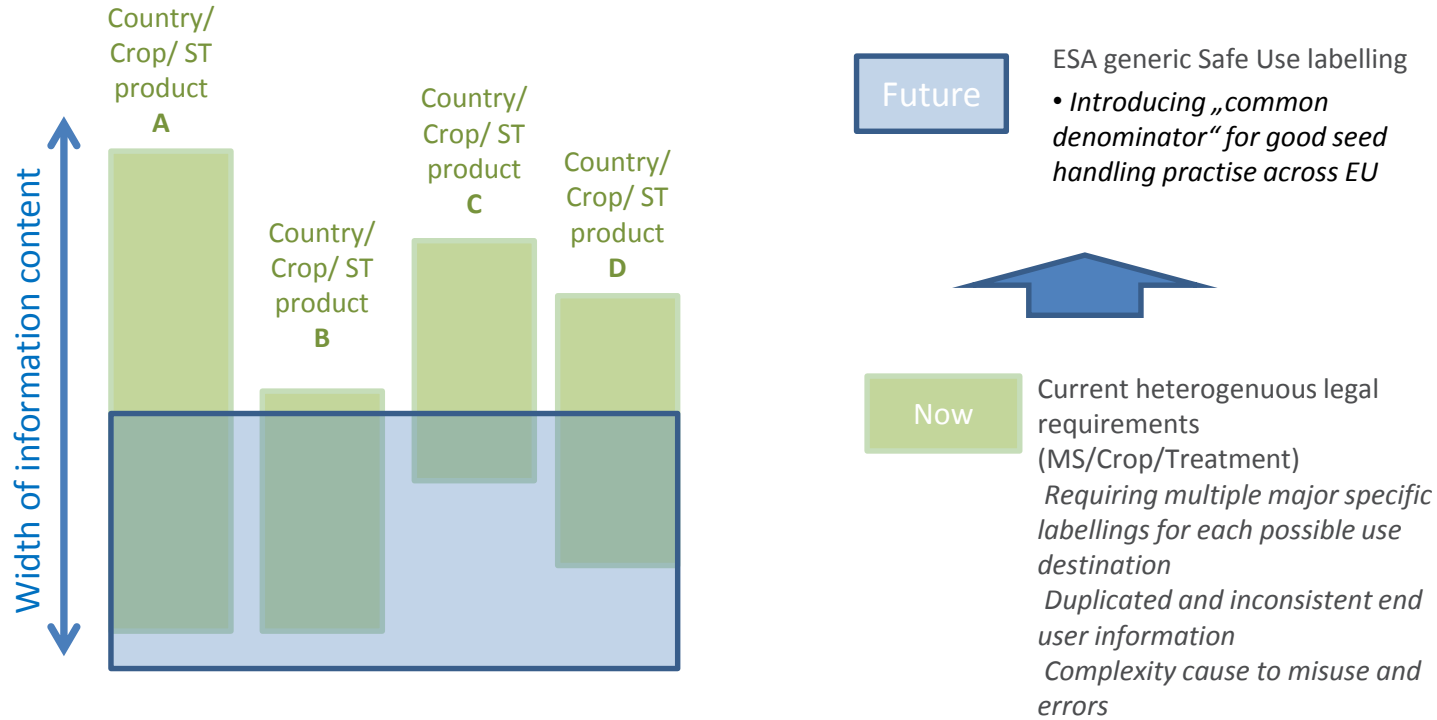 Country/
Crop/ ST
product
A
Country/
Crop/ ST
product
B
Country/
Crop/ ST
product
C
Country/
Crop/ ST
product
D
Width of information content
Future
ESA generic Safe Use labelling
• Introducing „common
denominator“ for good seed
handling practise across EU
Now
Current heterogenuous legal
requirements
(MS/Crop/Treatment)
Requiring multiple major specific
labellings for each possible use
destination
Duplicated and inconsistent end
user information
Complexity cause to misuse and
errors